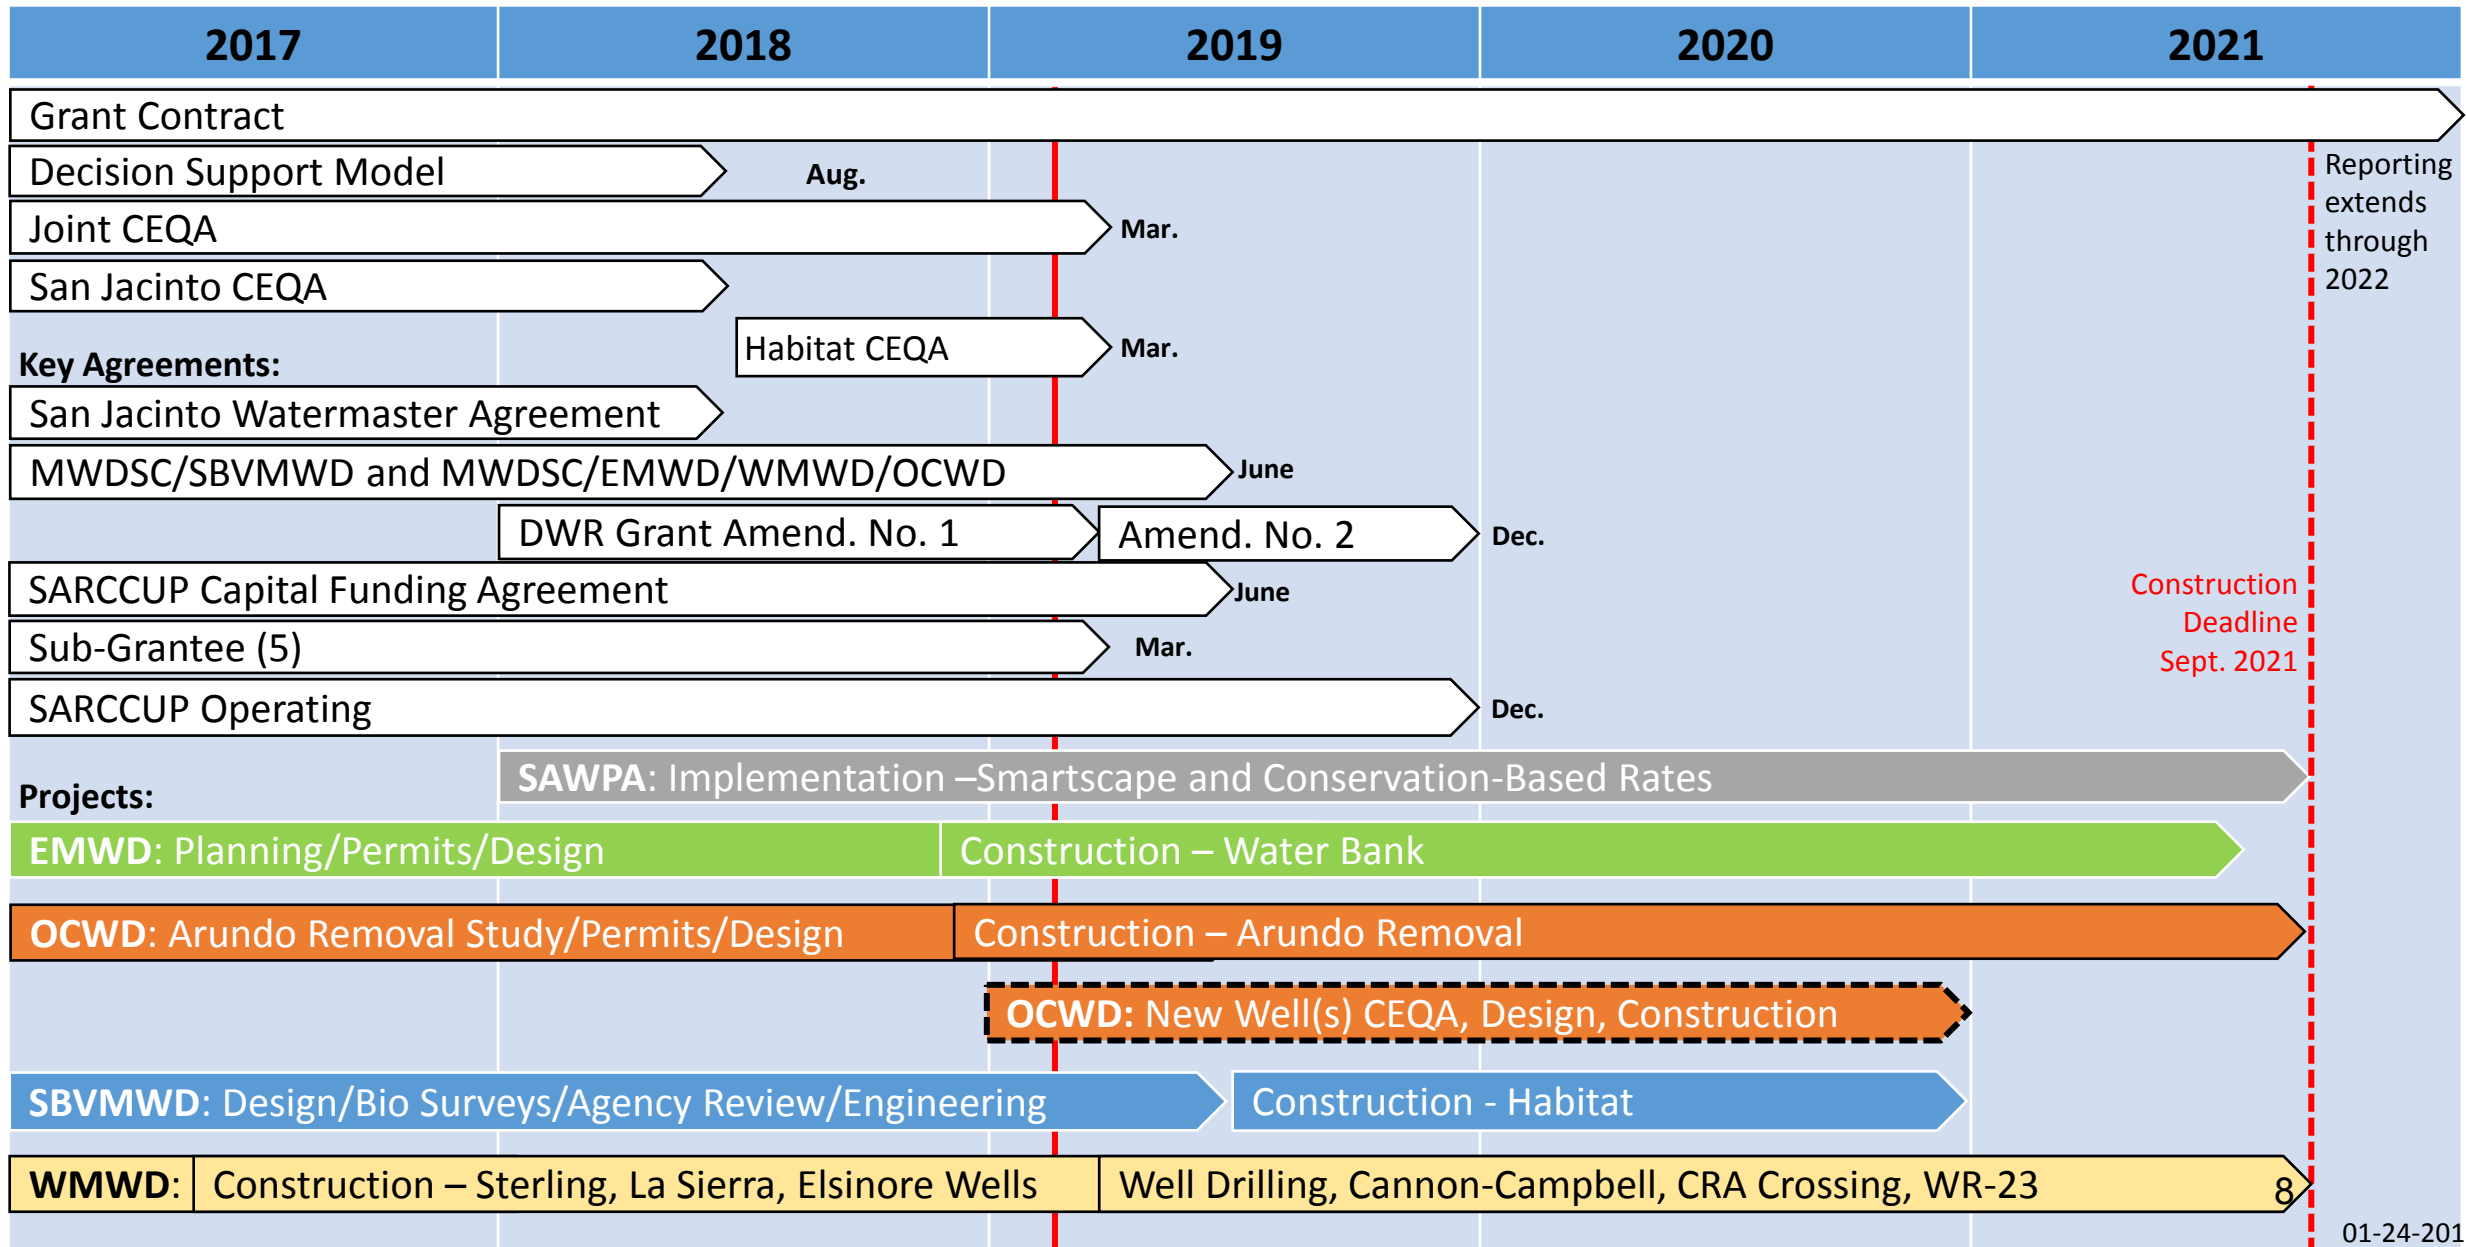 2017 2018 2019 2020 2021
Grant Contract
Decision Support Model Aug.
Joint CEQA Mar.
San Jacinto CEQA
Reporting
extends
through
2022
Habitat CEQA Mar.
Key Agreements:
San Jacinto Watermaster Agreement
MWDSC/SBVMWD and MWDSC/EMWD/WMWD/OCWD June
DWR Grant Amend. No. 1 Amend. No. 2 Dec.
SARCCUP Capital Funding Agreement June
Sub-Grantee (5) Mar.
SARCCUP Operating Dec.
Construction
Deadline
Sept. 2021
SAWPA: Implementation –Smartscape and Conservation-Based Rates
Projects:
EMWD: Planning/Permits/Design Construction – Water Bank
OCWD: Arundo Removal Study/Permits/Design Construction – Arundo Removal
OCWD: New Well(s) CEQA, Design, Construction
SBVMWD: Design/Bio Surveys/Agency Review/Engineering Construction - Habitat
WMWD: Construction – Sterling, La Sierra, Elsinore Wells Well Drilling, Cannon-Campbell, CRA Crossing, WR-23 8
01-24-201